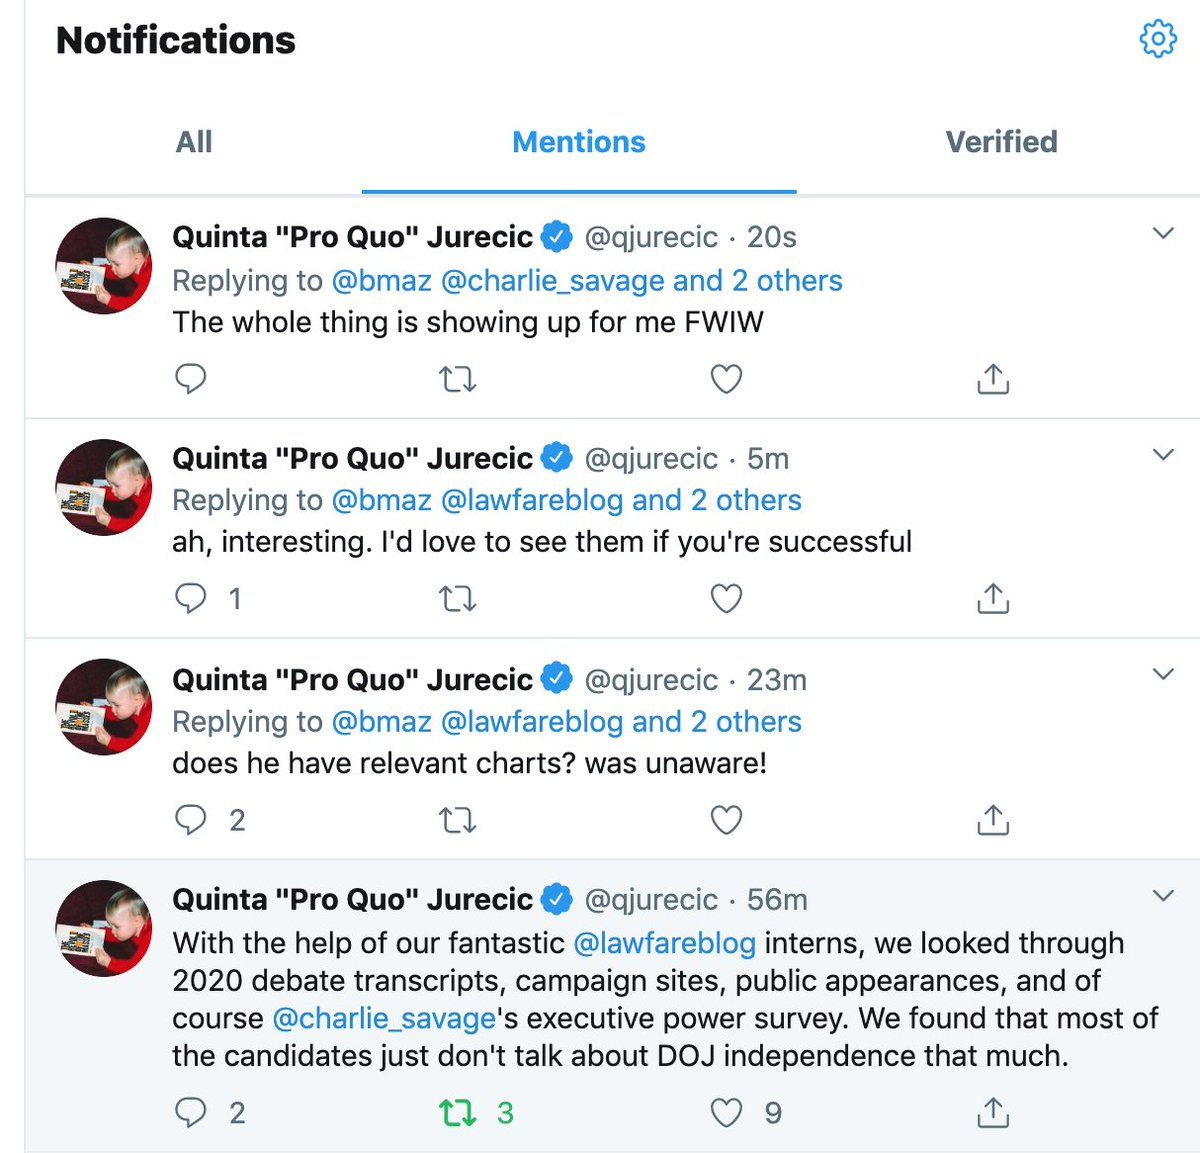 Notifications
All Mentions Verified
Quinta "Pro Quo" Jurecic @qjurecic · 20s
Replying to @bmaz @charlie_savage and 2 others
The whole thing is showing up for me FWIW
Quinta "Pro Quo" Jurecic @qjurecic · 5m
Replying to @bmaz @lawfareblog and 2 others
ah, interesting. I'd love to see them if you're successful
1
Quinta "Pro Quo" Jurecic @qjurecic · 23m
Replying to @bmaz @lawfareblog and 2 others
does he have relevant charts? was unaware!
2
Quinta "Pro Quo" Jurecic @qjurecic · 56m
With the help of our fantastic @lawfareblog interns, we looked through
2020 debate transcripts, campaign sites, public appearances, and of
course @charlie_savage's executive power survey. We found that most of
the candidates just don't talk about DOJ independence that much.
2 3 9